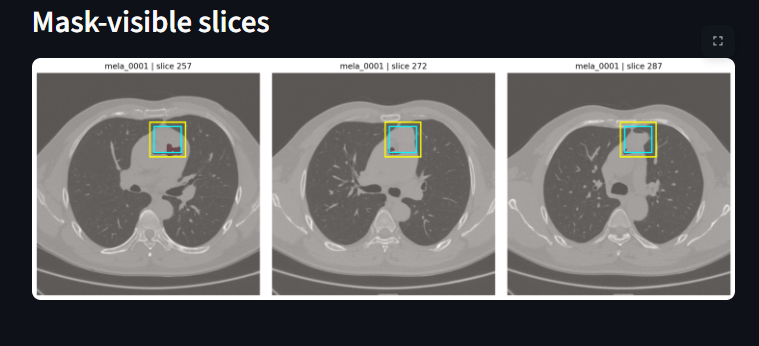 Mask-visible slices
mela_0001 | slice 257
mela_0001 | slice 272
mela_0001 | slice 287